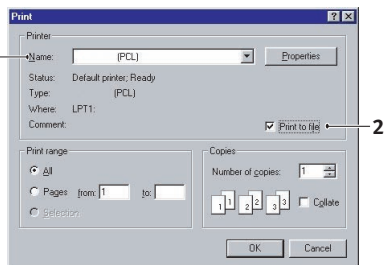 Print
Printer
Name: (PCL) Properties
Status: Default printer; Ready
Type: (PCL)
Where: LPT1:
Comment: Print to file 2
Print range Copies
All Number of copies: 1
Pages from: 1 to:
1 1 2 2 3 3 Collate
Selection
OK Cancel